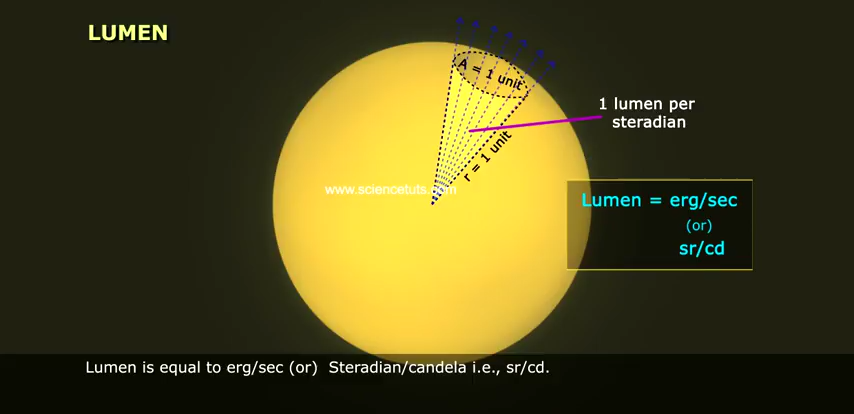 LUMEN
A = 1 unit
1 lumen per
steradian
r = 1 unit
www.sciencetuts.com
Lumen = erg/sec
(or)
sr/cd
Lumen is equal to erg/sec (or) Steradian/candela i.e., sr/cd.